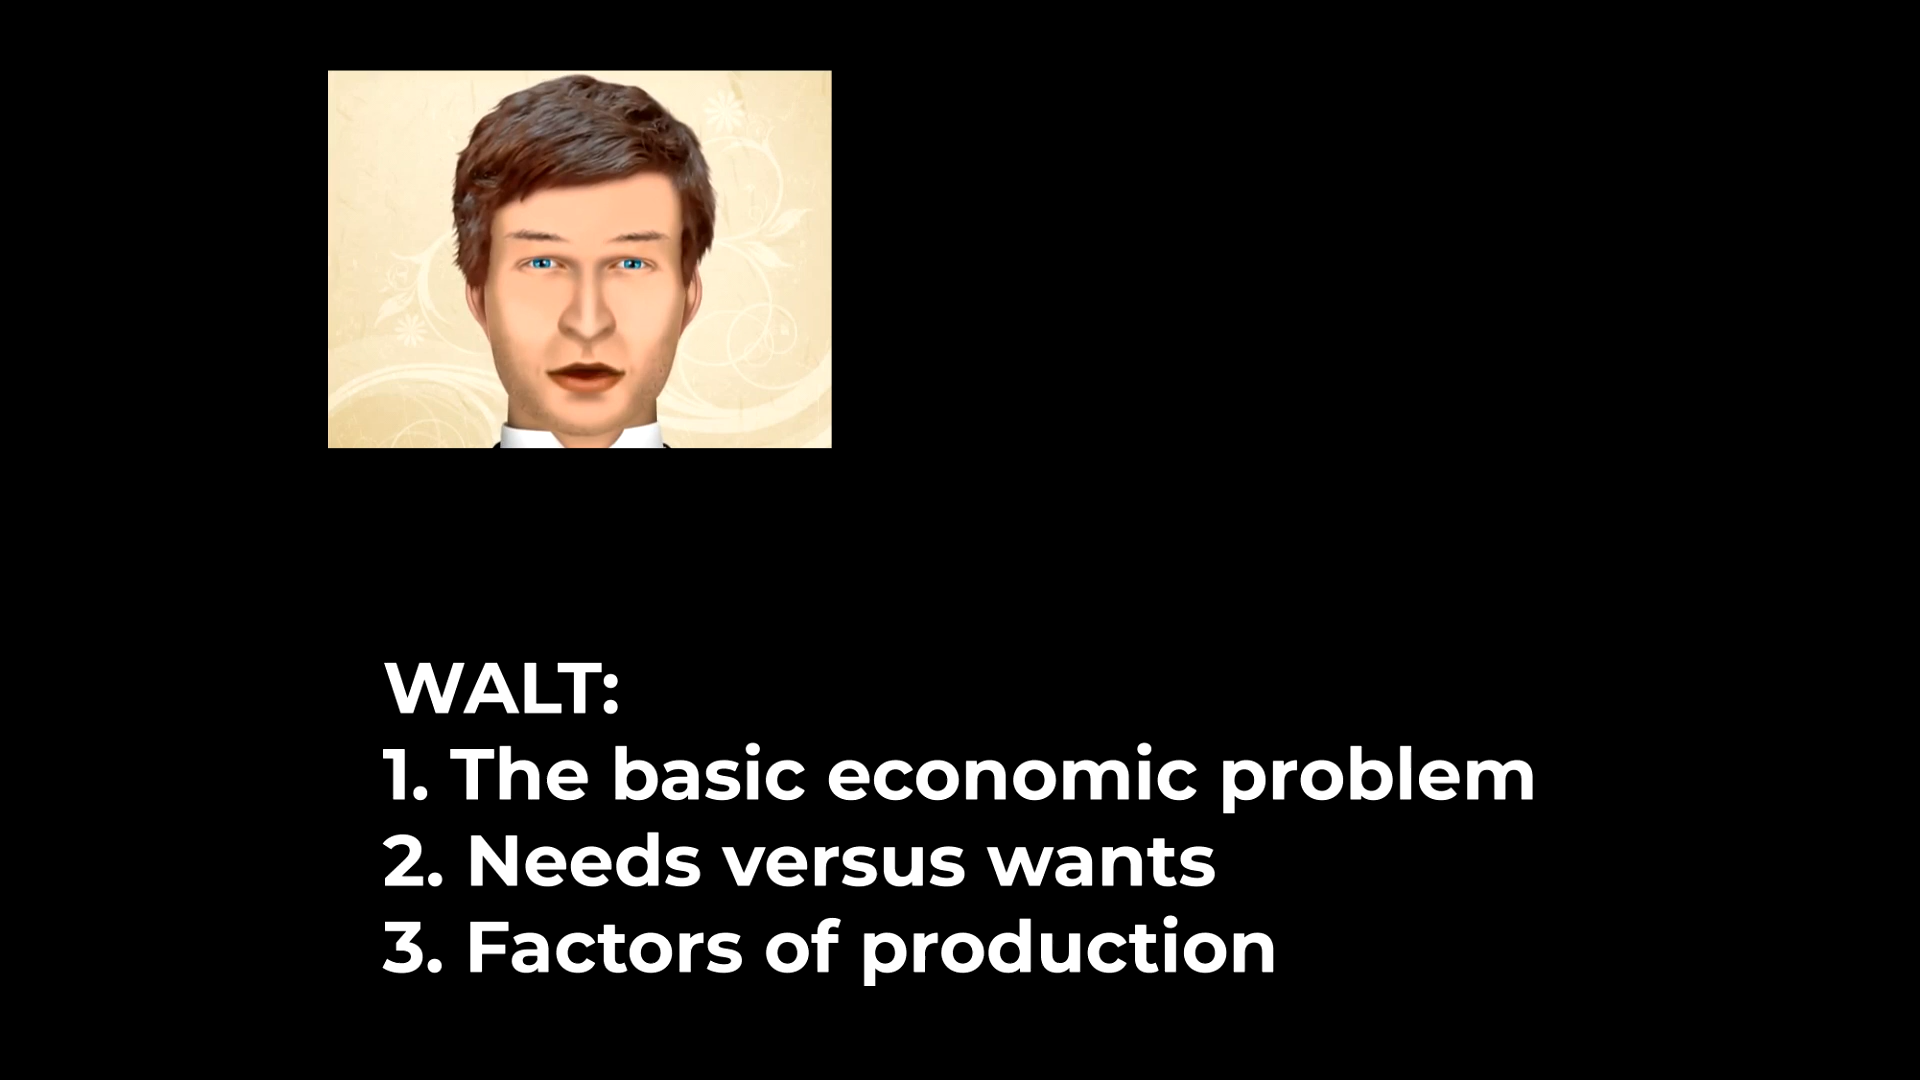 WALT:
1. The basic economic problem
2. Needs versus wants
3. Factors of production